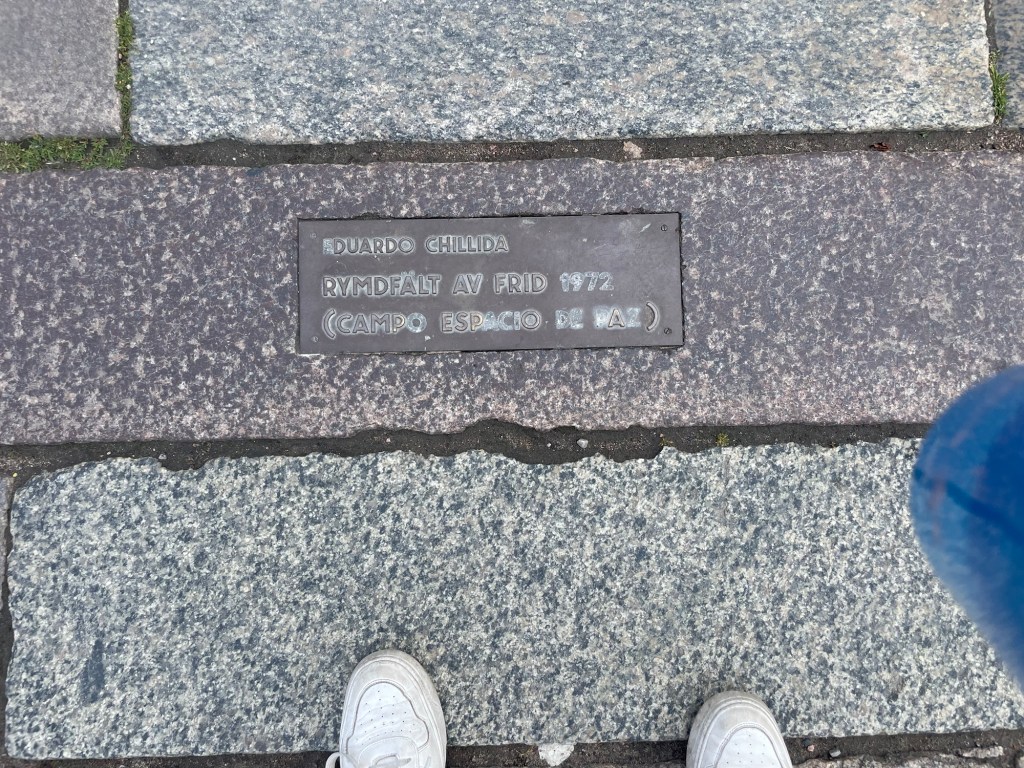 EDUARDO CHILLIDA
RYMDFÄLT AV FRID 1972
(CAMPO ESPACIO DE PAZ)